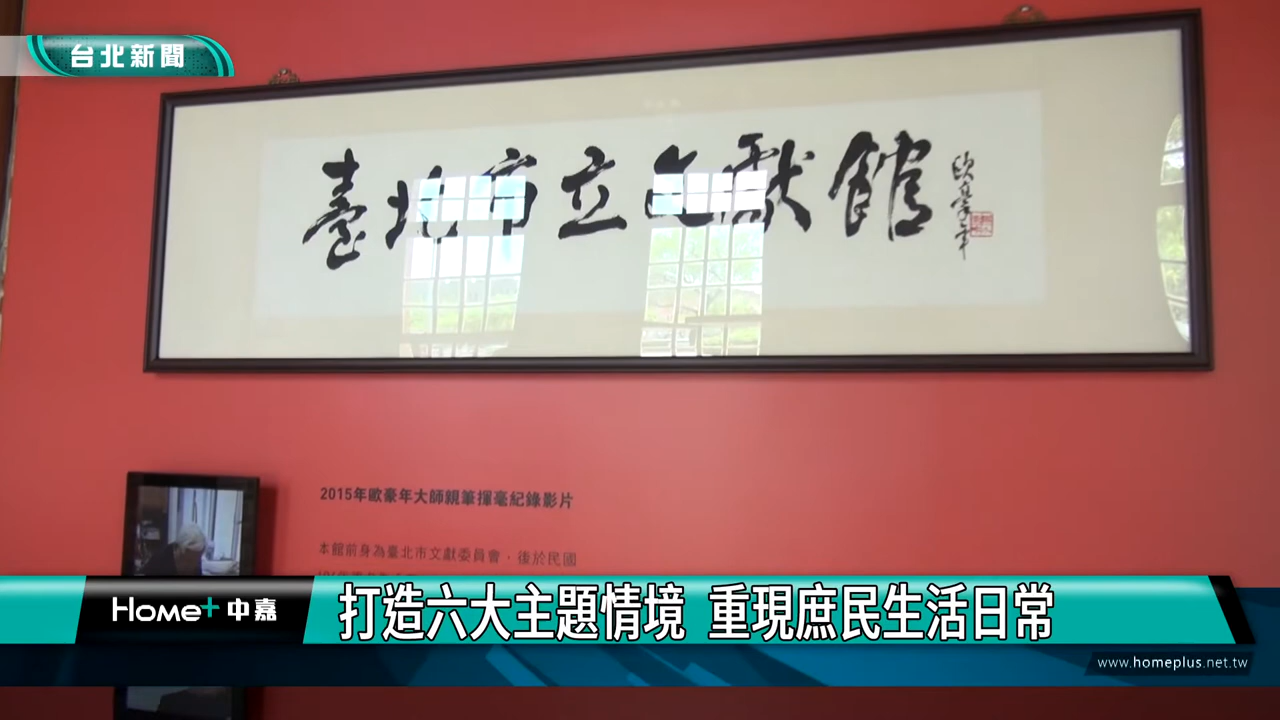 台北新聞
臺北市立文獻館
歐豪年
2015年歐豪年大師親筆揮毫紀錄影片
本館前身為臺北市文獻委員會，後於民國
Home+ 中嘉
打造六大主題情境 重現庶民生活日常
www.homeplus.net.tw